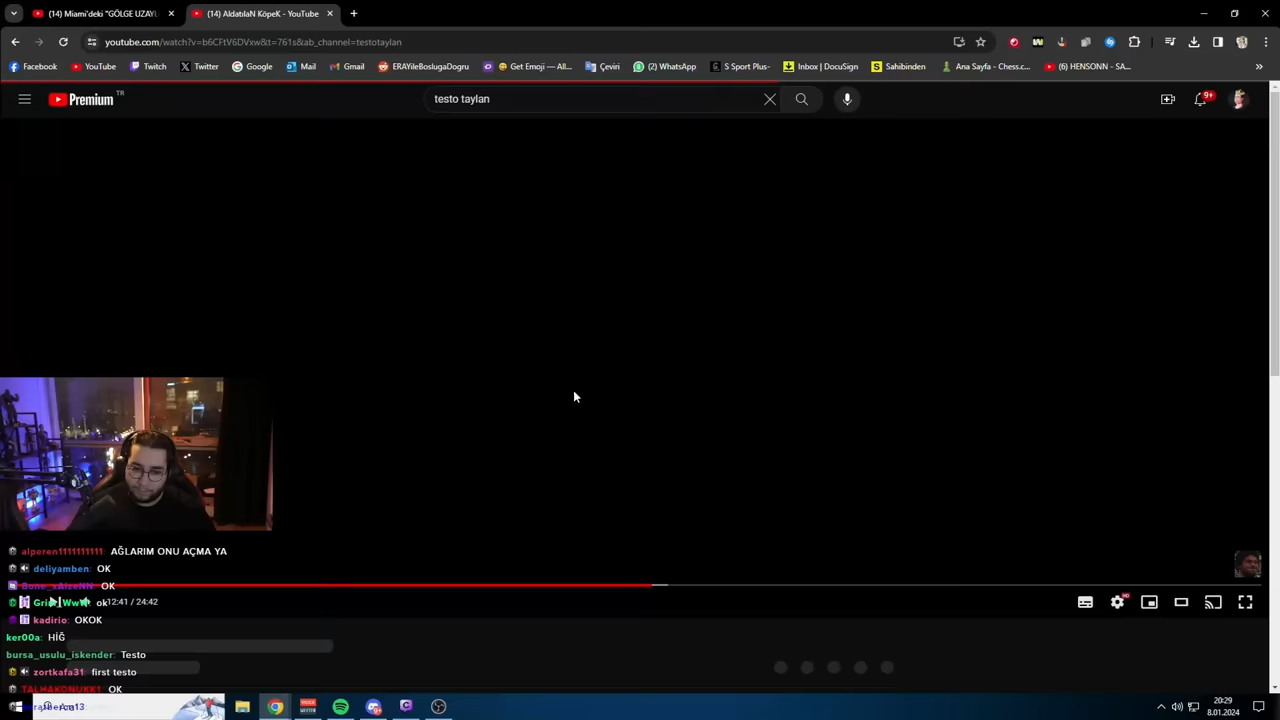 (14) Miami'deki "GÖLGE UZAYL
(14) AldatılaN KöpeK - YouTube
youtube.com/watch?v=b6CFtV6DVxw&t=761s&ab_channel=testotaylan
Facebook
YouTube
Twitch
Twitter
Google
Mail
Gmail
ERAYileBoslugaDogru
Get Emoji — All...
Çeviri
(2) WhatsApp
S Sport Plus-
Inbox | DocuSign
Sahibinden
Ana Sayfa - Chess.c...
(6) HENSONN - SA...
Premium TR
testo taylan
9+
alperen1111111111: AĞLARIM ONU AÇMA YA
deliyamben: OK
OK
ok
12:41 / 24:42
HD
kadirio: OKOK
ker00a: HİĞ
bursa_usulu_iskender: Testo
zortkafa31: first testo
TALHAKONUKK1: OK
20:29
8.01.2024